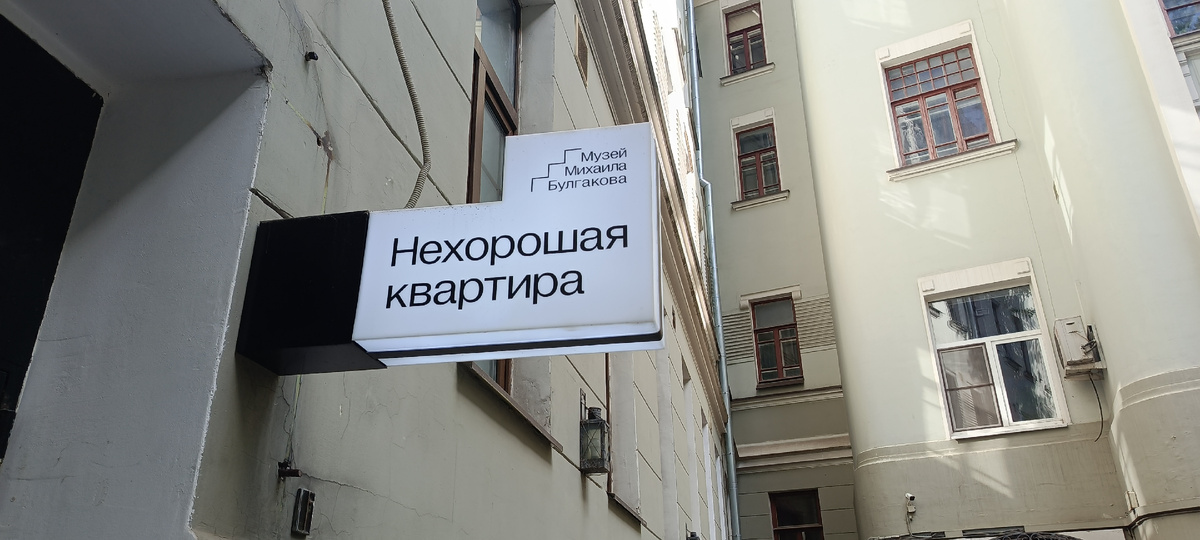 Музей
Михаила
Булгакова
Нехорошая
квартира